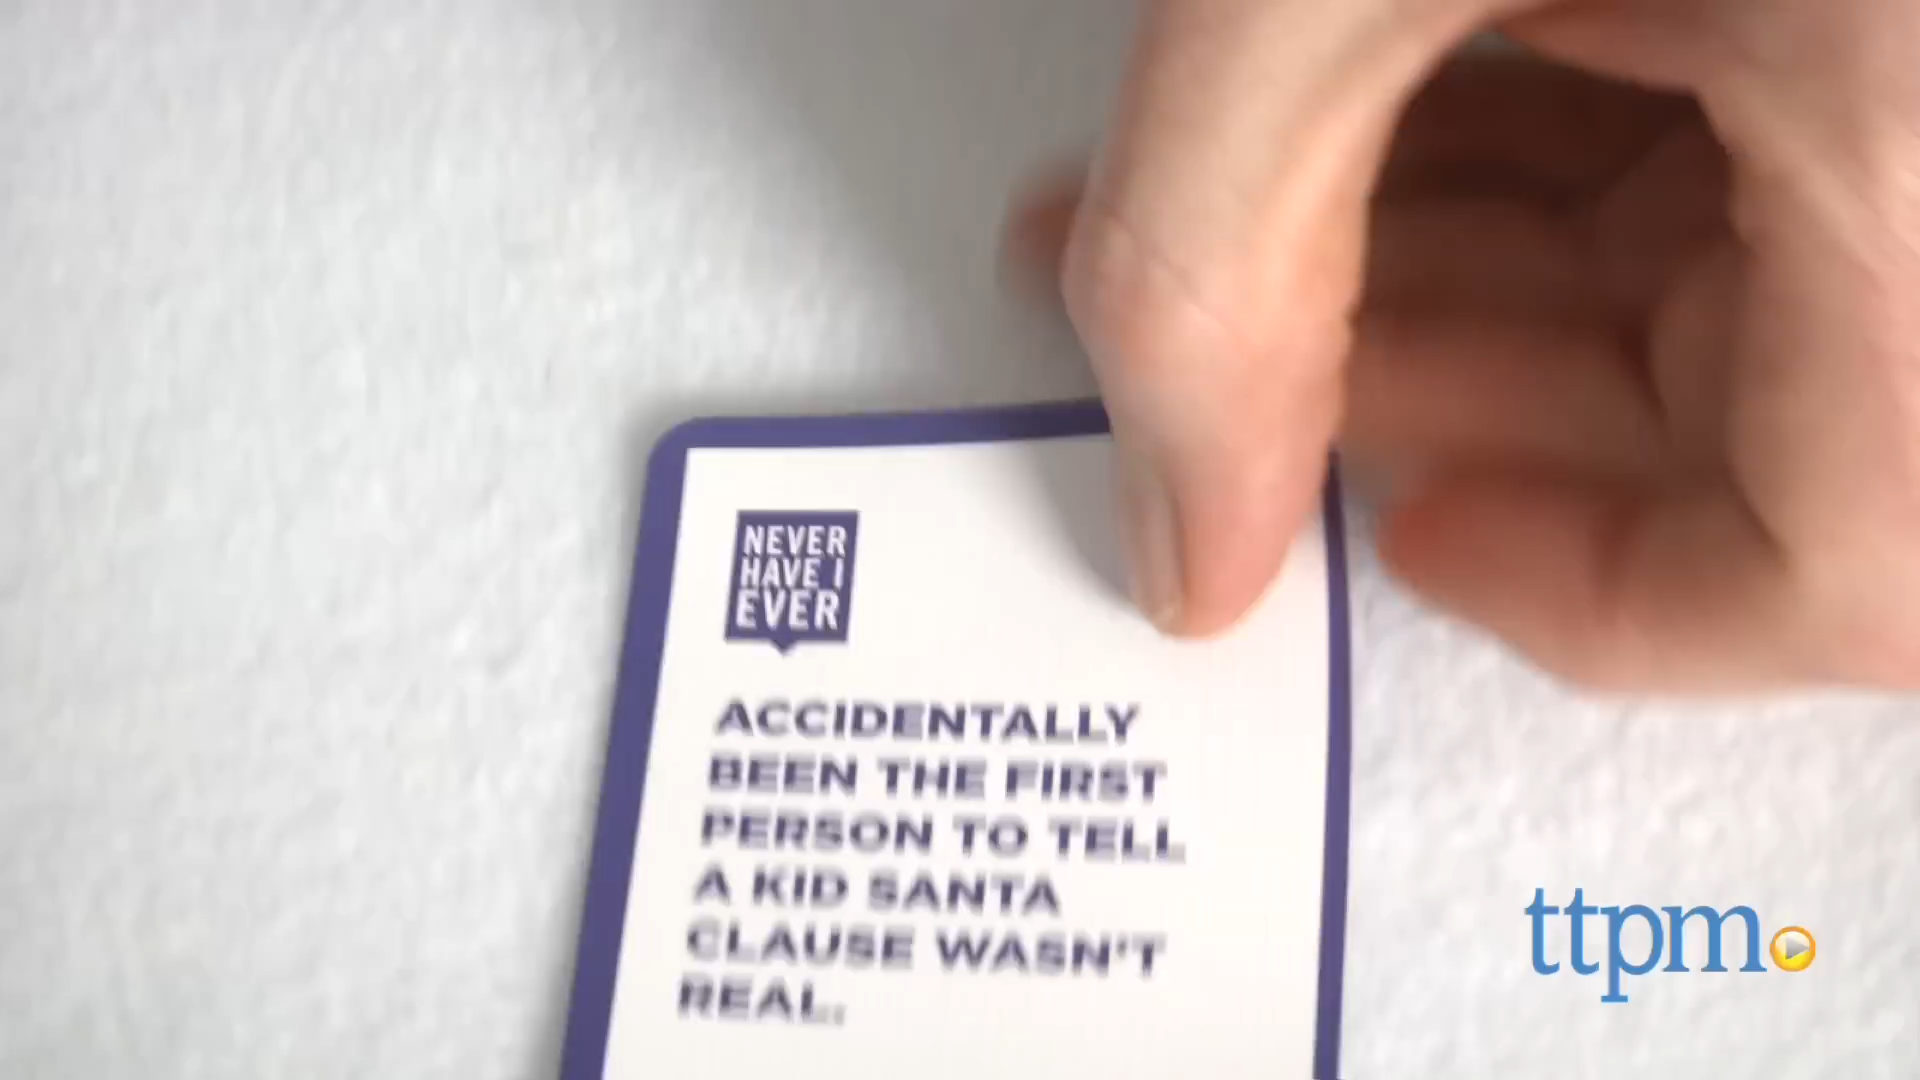 NEVER
HAVE I
EVER
ACCIDENTALLY
BEEN THE FIRST
PERSON TO TELL
A KID SANTA
CLAUSE WASN'T
REAL.
ttpm